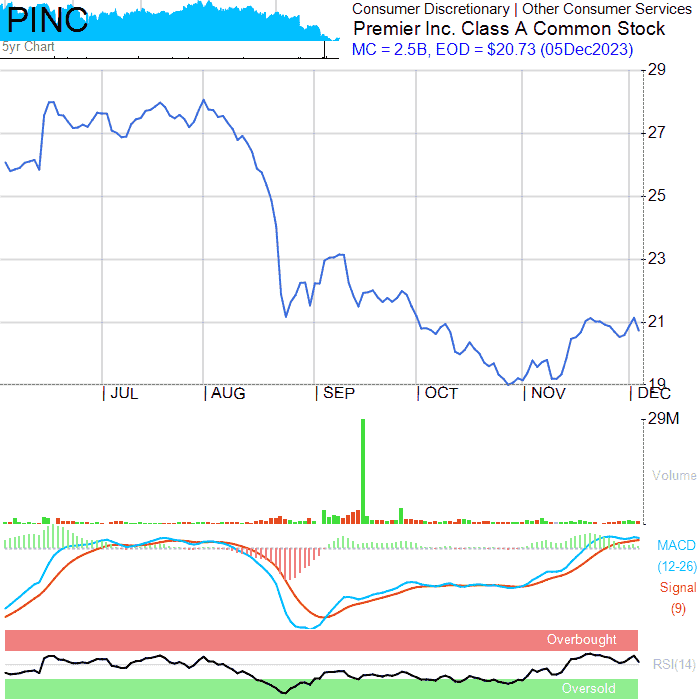 PINC
5yr Chart
Consumer Discretionary | Other Consumer Services
Premier Inc. Class A Common Stock
MC = 2.5B, EOD = $20.73 (05Dec2023)
29
27
25
23
21
19
JUL AUG SEP OCT NOV DEC
29M
Volume
MACD
(12-26)
Signal
(9)
Overbought
RSI(14)
Oversold